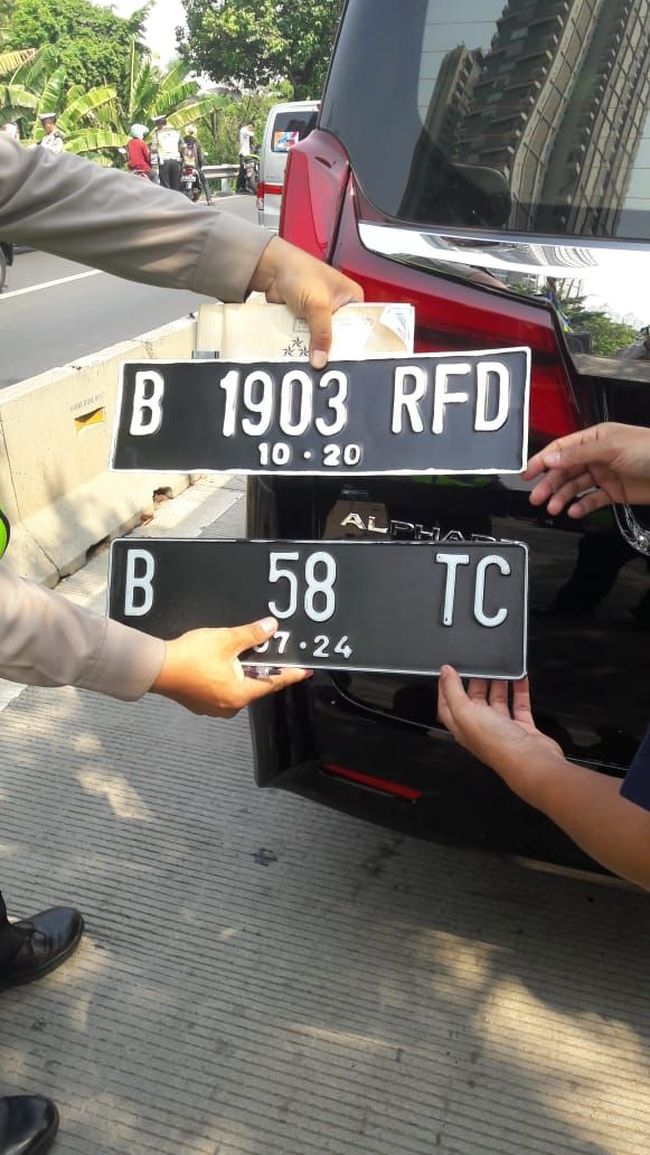 B 1903 RFD
10 · 20
ALPHARD
B 58 TC
07 · 24